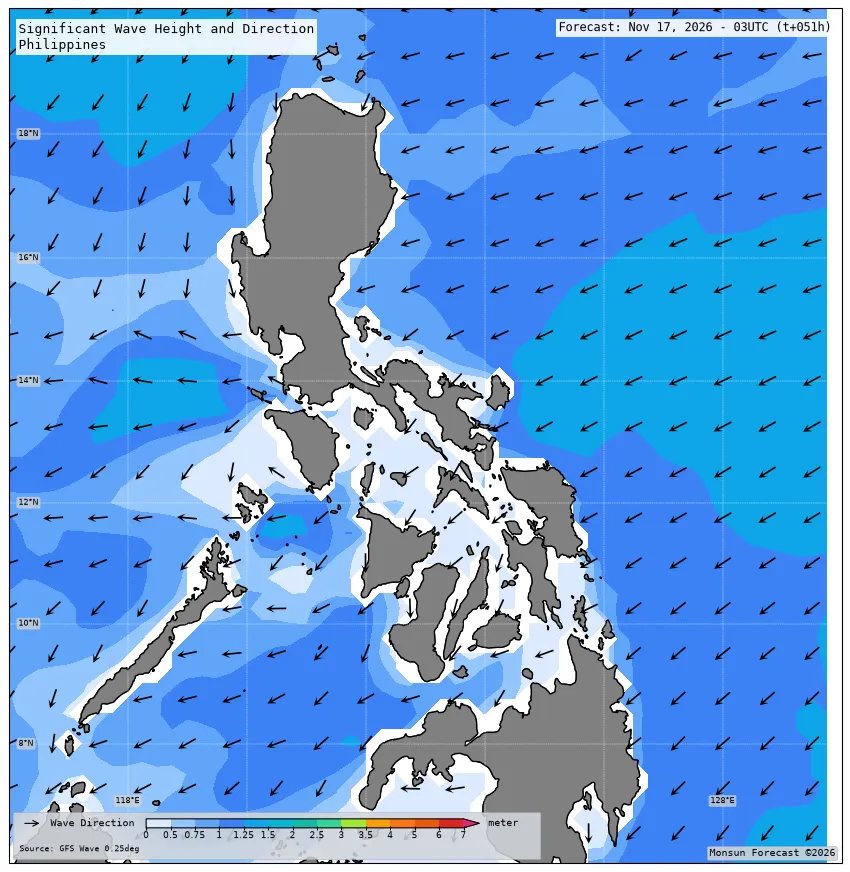 Significant Wave Height and Direction
Philippines
Forecast: Nov 17, 2026 - 03UTC (t+051h)
18°N
16°N
14°N
12°N
10°N
8°N
118°E
128°E
Wave Direction
meter
0 0.5 0.75 1 1.25 1.5 2 2.5 3 3.5 4 5 6 7
Source: GFS Wave 0.25deg
Monsun Forecast ©2026